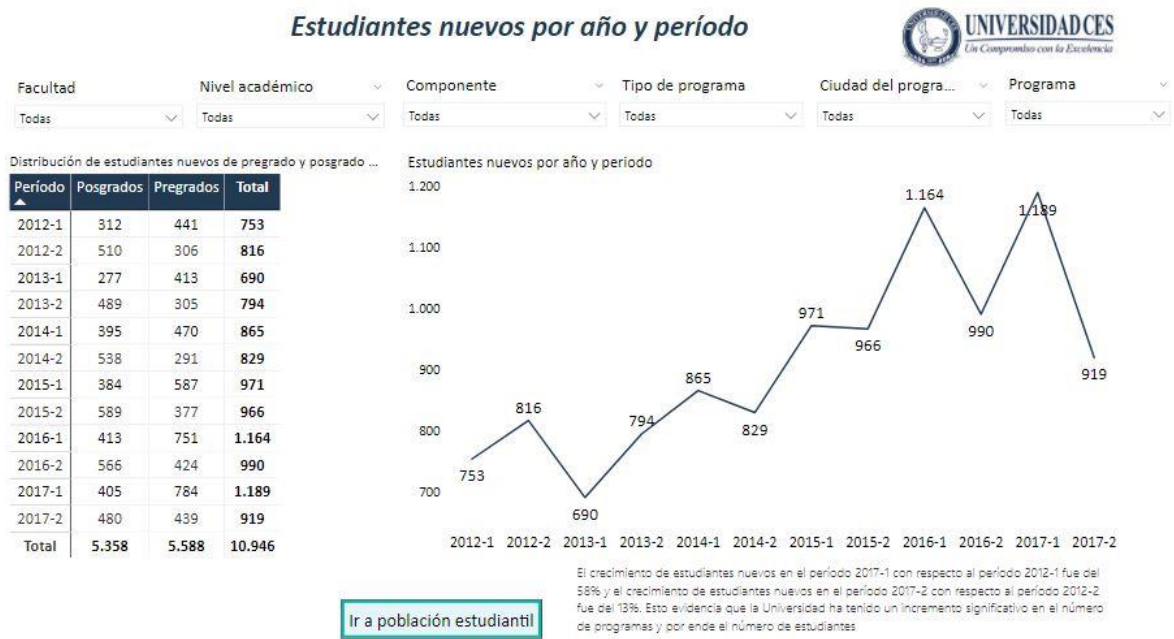 Estudiantes nuevos por año y período
UNIVERSIDAD CES
Un Compromiso con la Excelencia
Facultad
Nivel académico
Componente
Tipo de programa
Ciudad del progra...
Programa
Todas
Todas
Todas
Todas
Todas
Todas
Distribución de estudiantes nuevos de pregrado y posgrado ...
Período Posgrados Pregrados Total
2012-1 312 441 753
2012-2 510 306 816
2013-1 277 413 690
2013-2 489 305 794
2014-1 395 470 865
2014-2 538 291 829
2015-1 384 587 971
2015-2 589 377 966
2016-1 413 751 1.164
2016-2 566 424 990
2017-1 405 784 1.189
2017-2 480 439 919
Total 5.358 5.588 10.946
Estudiantes nuevos por año y periodo
1.200
1.100
1.000
900
800
700
753
816
690
794
865
829
971
966
1.164
990
1.189
919
2012-1 2012-2 2013-1 2013-2 2014-1 2014-2 2015-1 2015-2 2016-1 2016-2 2017-1 2017-2
El crecimiento de estudiantes nuevos en el período 2017-1 con respecto al período 2012-1 fue del
58% y el crecimiento de estudiantes nuevos en el período 2017-2 con respecto al período 2012-2
fue del 13%. Esto evidencia que la Universidad ha tenido un incremento significativo en el número
de programas y por ende el número de estudiantes
Ir a población estudiantil